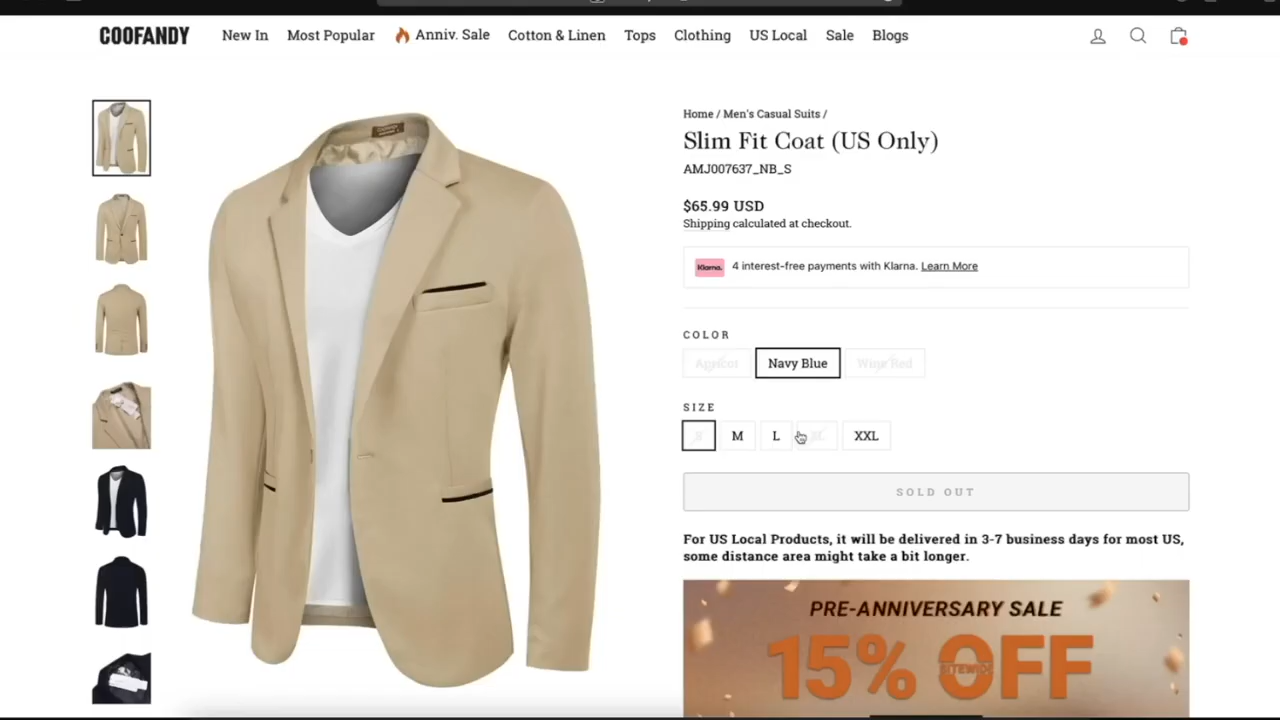 COOFANDY
New In
Most Popular
Anniv. Sale
Cotton & Linen
Tops
Clothing
US Local
Sale
Blogs
Home / Men's Casual Suits /
Slim Fit Coat (US Only)
AMJ007637_NB_S
$65.99 USD
Shipping calculated at checkout.
Klarna.
4 interest-free payments with Klarna. Learn More
COLOR
Apricot
Navy Blue
Wine Red
SIZE
S
M
L
XXL
SOLD OUT
For US Local Products, it will be delivered in 3-7 business days for most US,
some distance area might take a bit longer.
PRE-ANNIVERSARY SALE
15% OFF
SITEWIDE